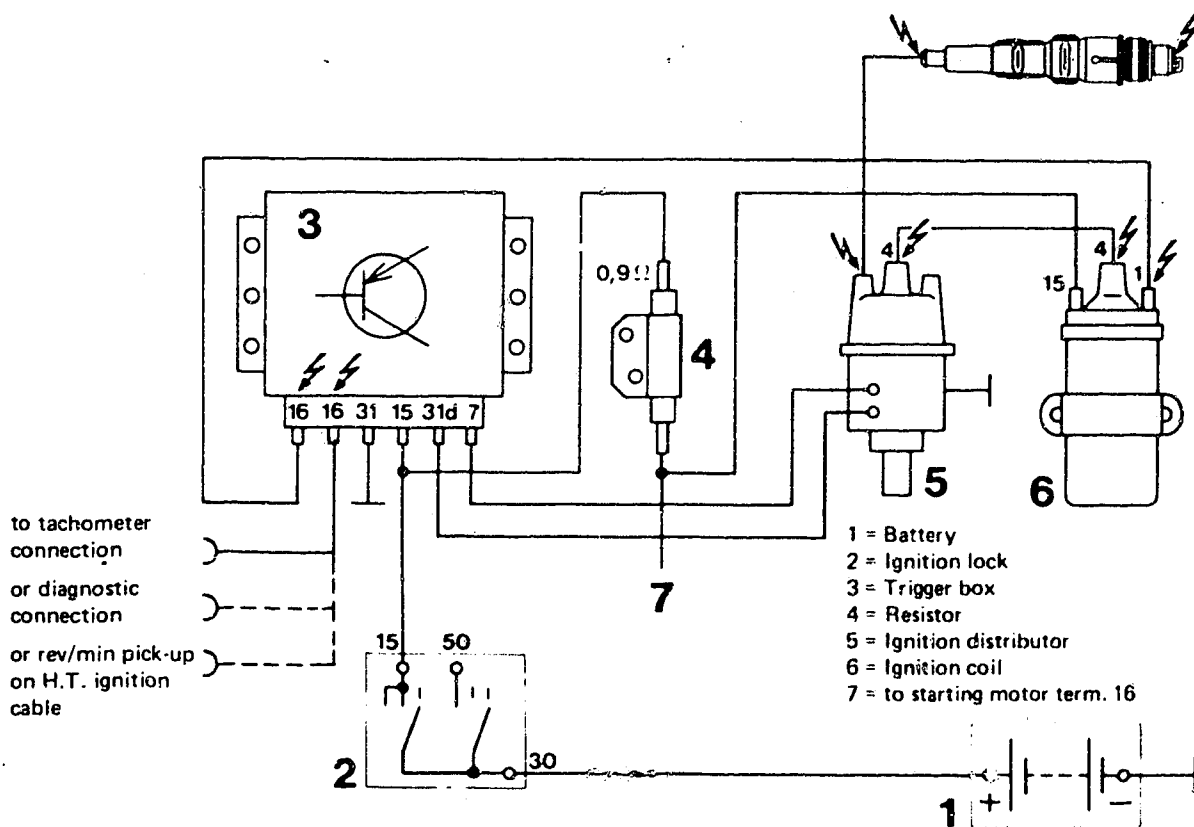 3
0,9Ω
4
4
4
15
1
16 16 31 15 31d 7
5
6
to tachometer
connection
or diagnostic
connection
or rev/min pick-up
on H.T. ignition
cable
7
1 = Battery
2 = Ignition lock
3 = Trigger box
4 = Resistor
5 = Ignition distributor
6 = Ignition coil
7 = to starting motor term. 16
15 50
30
2
1
+ −